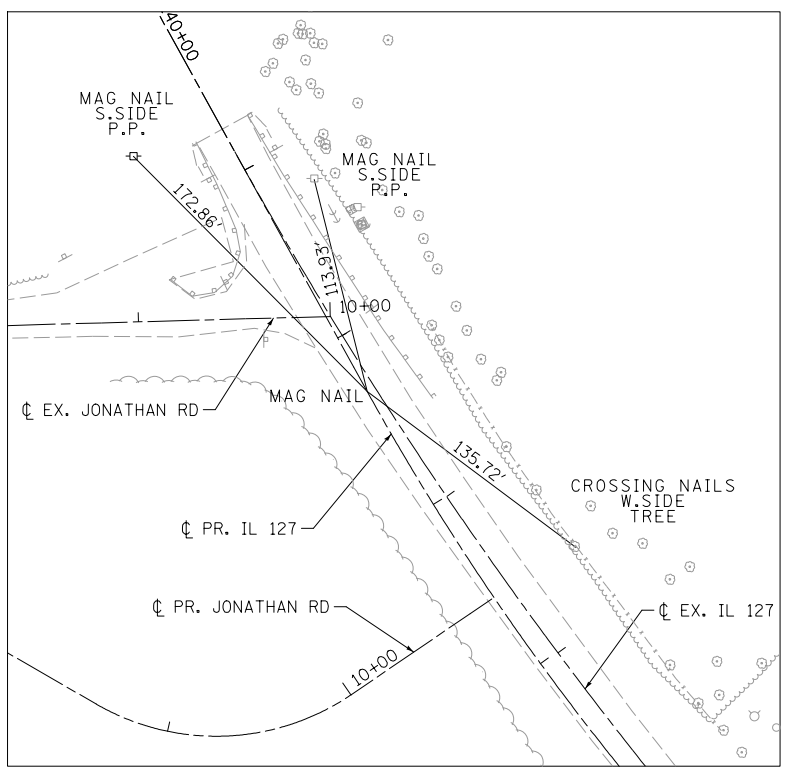 40+00
MAG NAIL
S.SIDE
P.P.
MAG NAIL
S.SIDE
P.P.
172.86'
113.93'
10+00
MAG NAIL
℄ EX. JONATHAN RD
135.72'
CROSSING NAILS
W.SIDE
TREE
℄ PR. IL 127
℄ PR. JONATHAN RD
℄ EX. IL 127
10+00